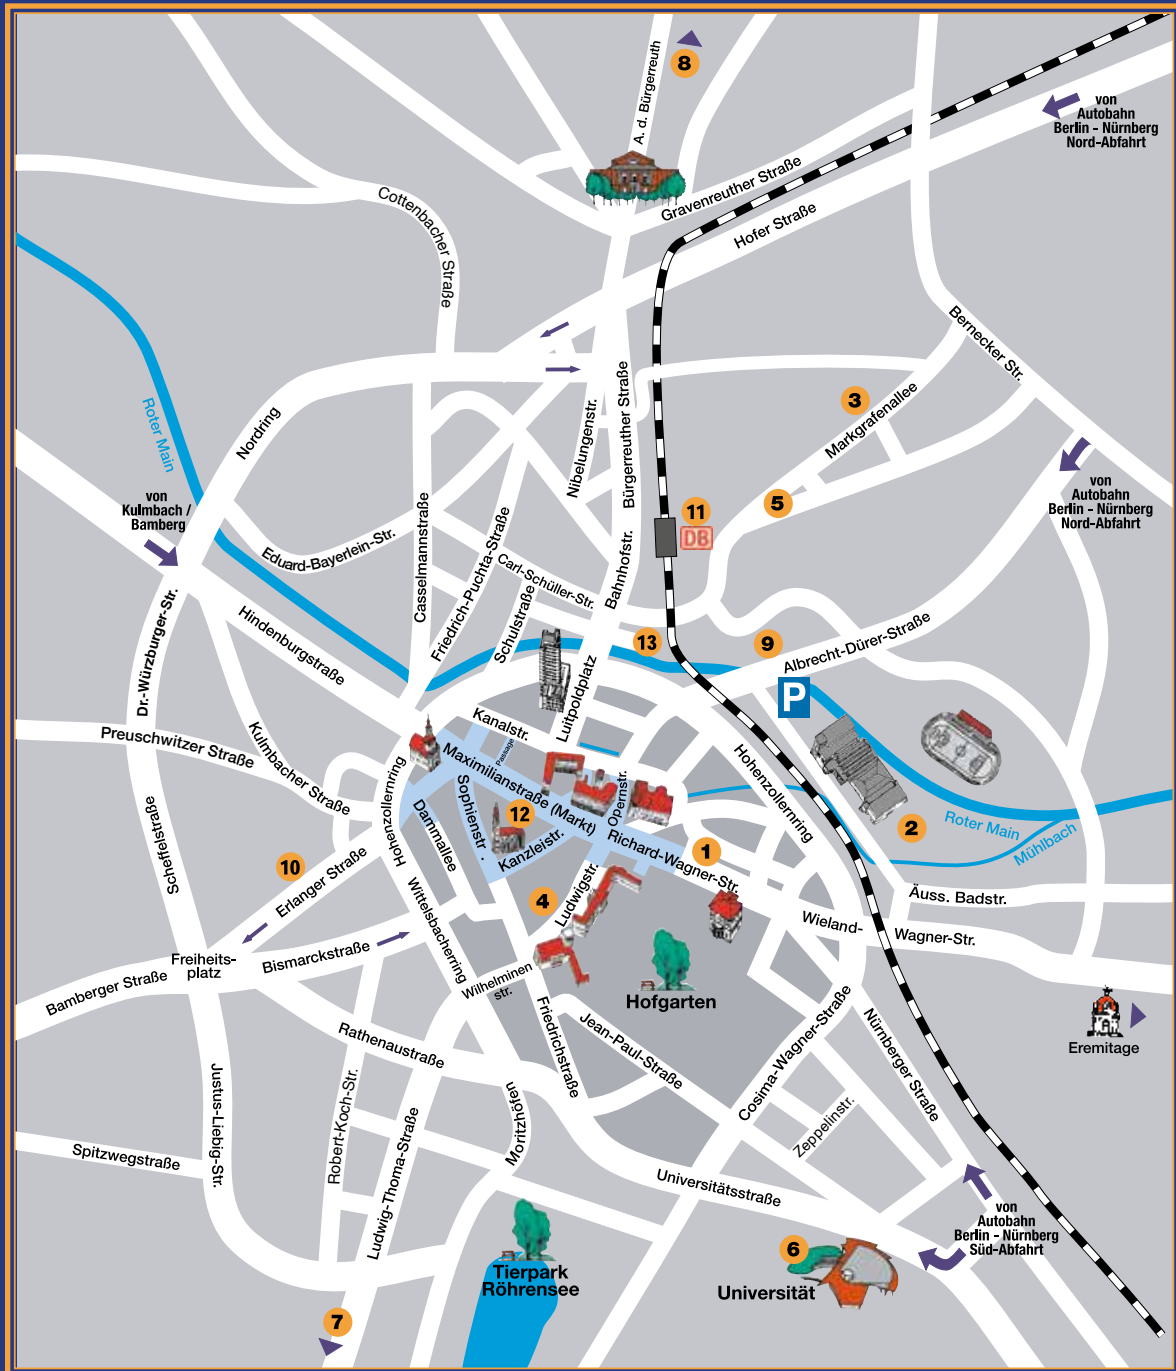 8
A. d. Bürgerreuth
von
Autobahn
Berlin - Nürnberg
Nord-Abfahrt
Gravenreuther Straße
Hofer Straße
Cottenbacher Straße
Roter Main
Nordring
Bernecker Str.
3
Markgrafenallee
Bürgerreuther Straße
Nibelungenstr.
von
Kulmbach /
Bamberg
von
Autobahn
Berlin - Nürnberg
Nord-Abfahrt
5
11
DB
Eduard-Bayerlein-Str.
Casselmannstraße
Friedrich-Puchta-Straße
Carl-Schüller-Str.
Schulstraße
Bahnhofstr.
Dr.-Würzburger-Str.
Hindenburgstraße
13
9
Albrecht-Dürer-Straße
P
Luitpoldplatz
Kanalstr.
Passage
Preuschwitzer Straße
Kulmbacher Straße
Hohenzollernring
Maximilianstraße (Markt)
Sophienstr.
12
Opernstr.
Hohenzollernring
Dammallee
Kanzleistr.
Richard-Wagner-Str.
1
2
Roter Main
Mühlbach
Scheffelstraße
10
Erlanger Straße
4
Ludwigstr.
Äuss. Badstr.
Wieland-
Wagner-Str.
Wittelsbacherring
Freiheits-
platz
Bismarckstraße
Bamberger Straße
Wilhelminen
str.
Hofgarten
Friedrichstraße
Jean-Paul-Straße
Rathenaustraße
Cosima-Wagner-Straße
Nürnberger Straße
Eremitage
Justus-Liebig-Str.
Robert-Koch-Str.
Moritzhöfen
Zeppelinstr.
Spitzwegstraße
Ludwig-Thoma-Straße
Universitätsstraße
von
Autobahn
Berlin - Nürnberg
Süd-Abfahrt
6
Universität
Tierpark
Röhrensee
7